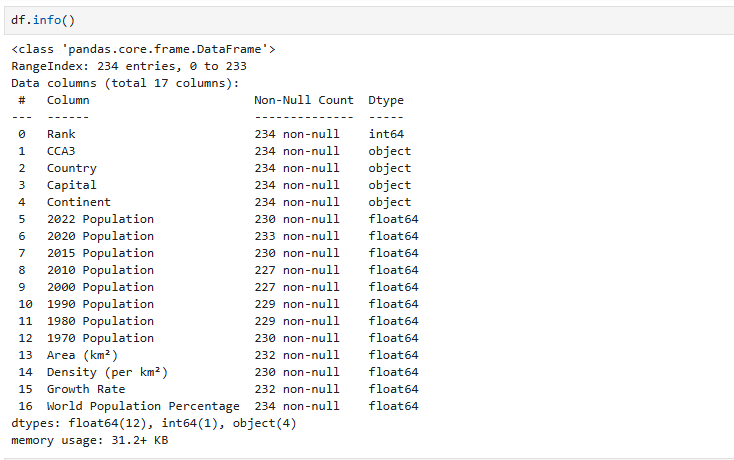 df.info()
<class 'pandas.core.frame.DataFrame'>
RangeIndex: 234 entries, 0 to 233
Data columns (total 17 columns):
 #   Column                       Non-Null Count  Dtype
---  ------                       --------------  -----
 0   Rank                         234 non-null    int64
 1   CCA3                         234 non-null    object
 2   Country                      234 non-null    object
 3   Capital                      234 non-null    object
 4   Continent                    234 non-null    object
 5   2022 Population              230 non-null    float64
 6   2020 Population              233 non-null    float64
 7   2015 Population              230 non-null    float64
 8   2010 Population              227 non-null    float64
 9   2000 Population              227 non-null    float64
 10  1990 Population              229 non-null    float64
 11  1980 Population              229 non-null    float64
 12  1970 Population              230 non-null    float64
 13  Area (km²)                   232 non-null    float64
 14  Density (per km²)            230 non-null    float64
 15  Growth Rate                  232 non-null    float64
 16  World Population Percentage  234 non-null    float64
dtypes: float64(12), int64(1), object(4)
memory usage: 31.2+ KB